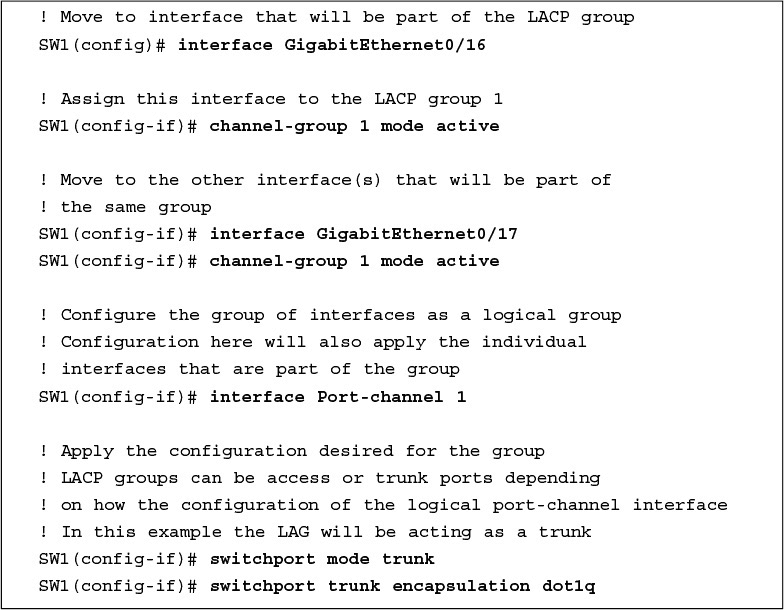 ! Move to interface that will be part of the LACP group
SW1(config)# interface GigabitEthernet0/16
! Assign this interface to the LACP group 1
SW1(config-if)# channel-group 1 mode active
! Move to the other interface(s) that will be part of
! the same group
SW1(config-if)# interface GigabitEthernet0/17
SW1(config-if)# channel-group 1 mode active
! Configure the group of interfaces as a logical group
! Configuration here will also apply the individual
! interfaces that are part of the group
SW1(config-if)# interface Port-channel 1
! Apply the configuration desired for the group
! LACP groups can be access or trunk ports depending
! on how the configuration of the logical port-channel interface
! In this example the LAG will be acting as a trunk
SW1(config-if)# switchport mode trunk
SW1(config-if)# switchport trunk encapsulation dot1q